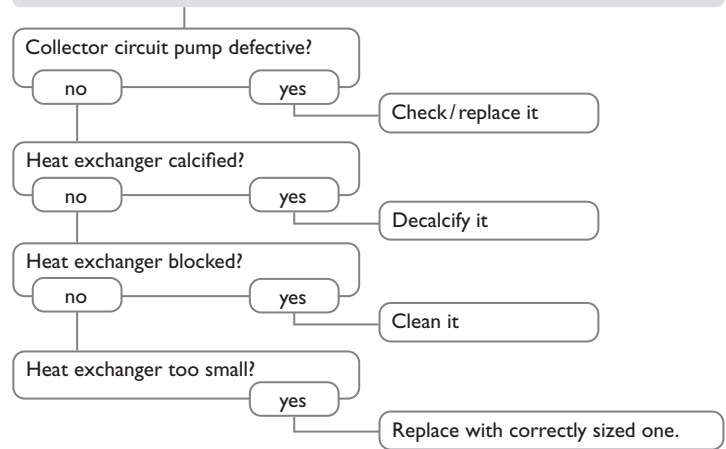 Collector circuit pump defective?
no
yes
Check/replace it
Heat exchanger calcified?
no
yes
Decalcify it
Heat exchanger blocked?
no
yes
Clean it
Heat exchanger too small?
yes
Replace with correctly sized one.